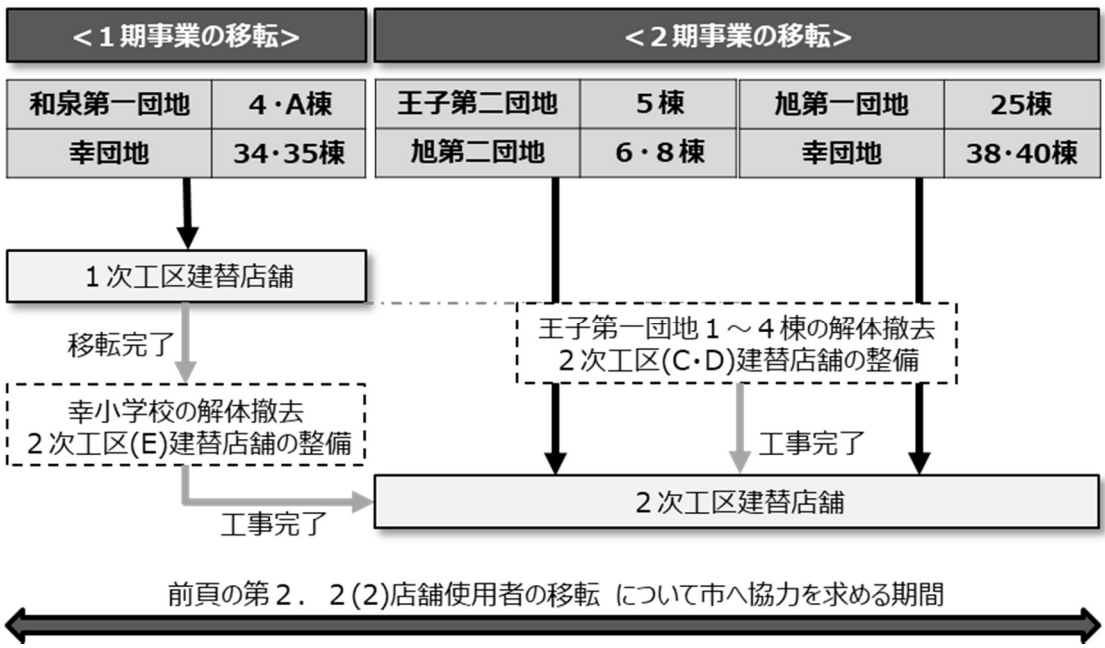 <１期事業の移転>
<２期事業の移転>
和泉第一団地 ４・A棟
幸団地 34・35棟
王子第二団地 ５棟 旭第一団地 25棟
旭第二団地 ６・８棟 幸団地 38・40棟
１次工区建替店舗
移転完了
王子第一団地１～４棟の解体撤去
２次工区(C・D)建替店舗の整備
幸小学校の解体撤去
２次工区(E)建替店舗の整備
工事完了
２次工区建替店舗
工事完了
前頁の第２．２(2)店舗使用者の移転 について市へ協力を求める期間